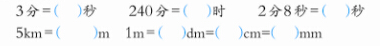 3分=( )秒 240分=( )时 2分8秒=( )秒
5km=( )m 1m=( )dm=( )cm=( )mm